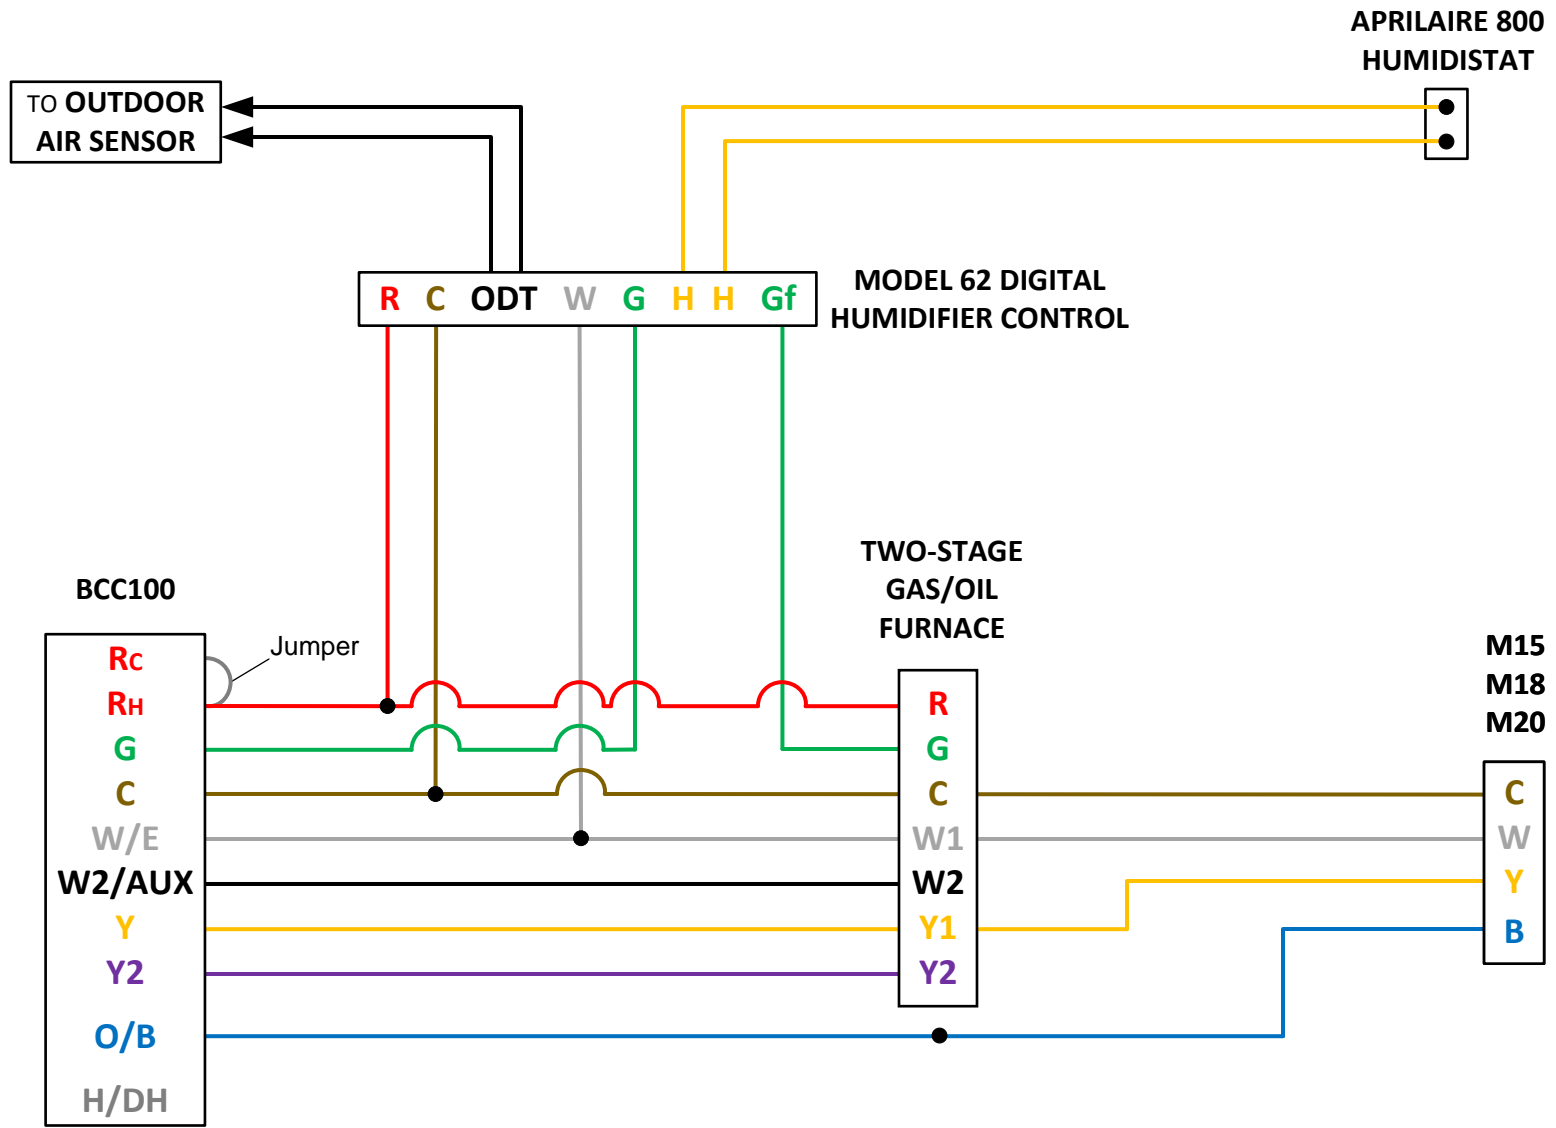 APRILAIRE 800
HUMIDISTAT
TO OUTDOOR
AIR SENSOR
R C ODT W G H H Gf
MODEL 62 DIGITAL
HUMIDIFIER CONTROL
TWO-STAGE
GAS/OIL
FURNACE
BCC100
Jumper
RC
RH
G
C
W/E
W2/AUX
Y
Y2
O/B
H/DH
R
G
C
W1
W2
Y1
Y2
M15
M18
M20
C
W
Y
B